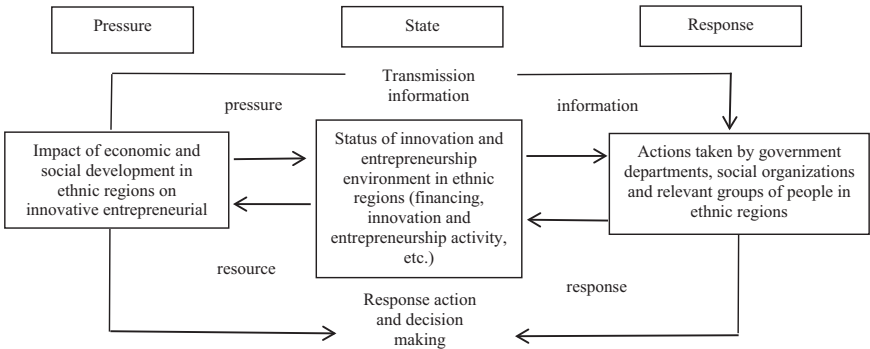 Pressure
State
Response
Transmission
information
pressure
information
Impact of economic and
social development in
ethnic regions on
innovative entrepreneurial
Status of innovation and
entrepreneurship
environment in ethnic
regions (financing,
innovation and
entrepreneurship activity,
etc.)
Actions taken by government
departments, social organizations
and relevant groups of people in
ethnic regions
resource
response
Response action
and decision
making